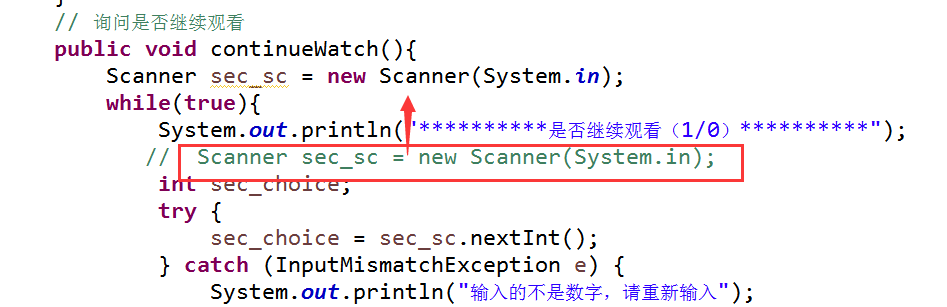 // 询问是否继续观看
public void continueWatch(){
Scanner sec_sc = new Scanner(System.in);
while(true){
System.out.println("**********是否继续观看（1/0）**********");
// Scanner sec_sc = new Scanner(System.in);
int sec_choice;
try {
sec_choice = sec_sc.nextInt();
} catch (InputMismatchException e) {
System.out.println("输入的不是数字，请重新输入");